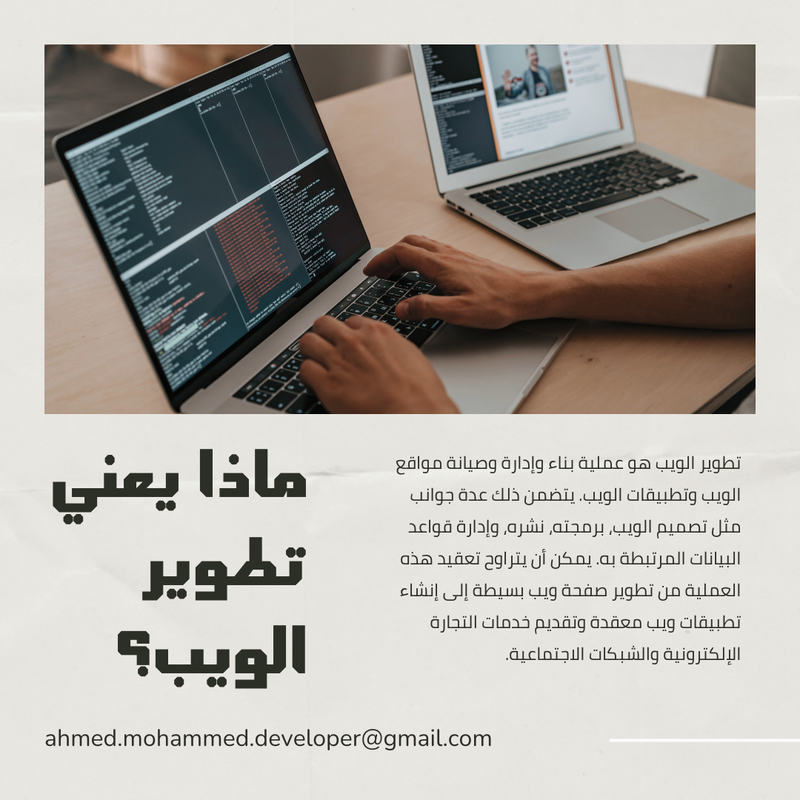 ماذا يعني
تطوير
الويب؟
تطوير الويب هو عملية بناء وإدارة وصيانة مواقع
الويب وتطبيقات الويب. يتضمن ذلك عدة جوانب
مثل تصميم الويب, برمجته, نشره, وإدارة قواعد
البيانات المرتبطة به. يمكن أن يتراوح تعقيد هذه
العملية من تطوير صفحة ويب بسيطة إلى إنشاء
تطبيقات ويب معقدة وتقديم خدمات التجارة
الإلكترونية والشبكات الاجتماعية.
ahmed.mohammed.developer@gmail.com